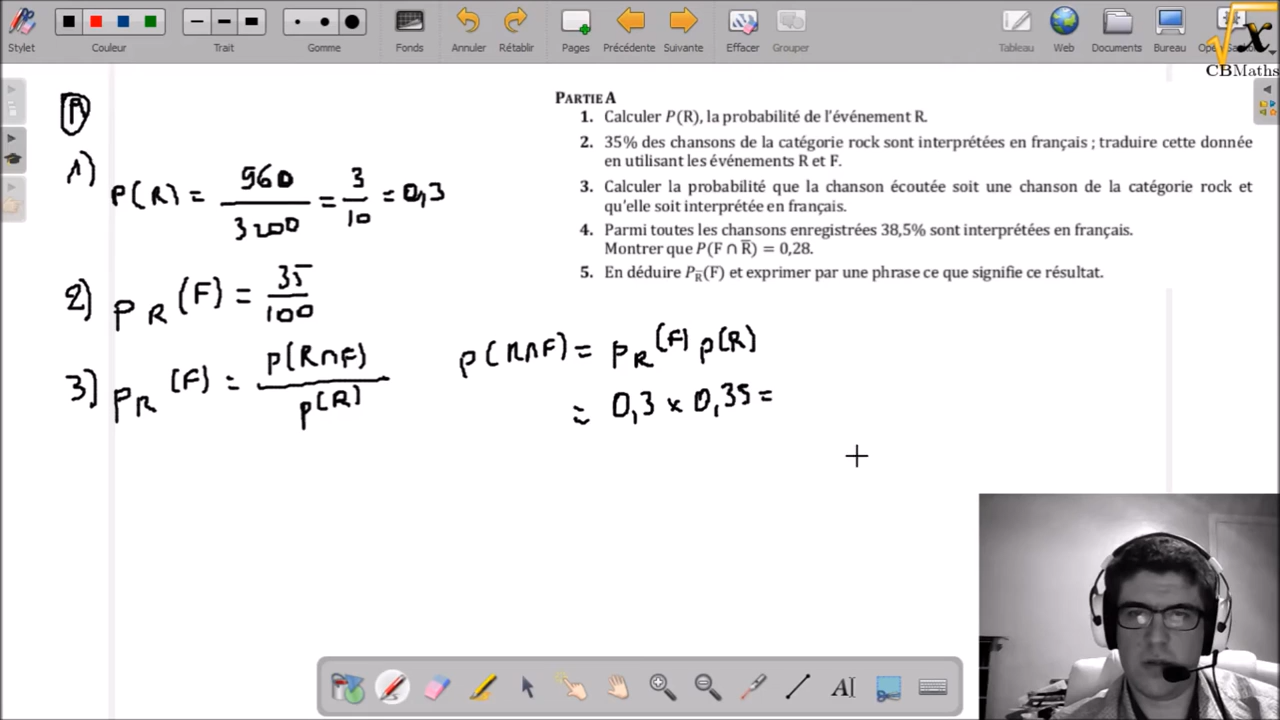 Stylet Couleur Trait Gomme Fonds Annuler Rétablir Pages Précédente Suivante Effacer Grouper Tableau Web Documents Bureau
CBMaths
PARTIE A
1. Calculer P(R), la probabilité de l'événement R.
2. 35% des chansons de la catégorie rock sont interprétées en français ; traduire cette donnée
en utilisant les événements R et F.
3. Calculer la probabilité que la chanson écoutée soit une chanson de la catégorie rock et
qu'elle soit interprétée en français.
4. Parmi toutes les chansons enregistrées 38,5% sont interprétées en français.
Montrer que P(F ∩ R̅) = 0,28.
5. En déduire P_R̅(F) et exprimer par une phrase ce que signifie ce résultat.
A
1) P(R) = 960/3200 = 3/10 = 0,3
2) P_R(F) = 35/100
3) P_R(F) = p(R∩F)/p(R)
p(R∩F) = p_R(F) p(R)
= 0,3 × 0,35 =
AI